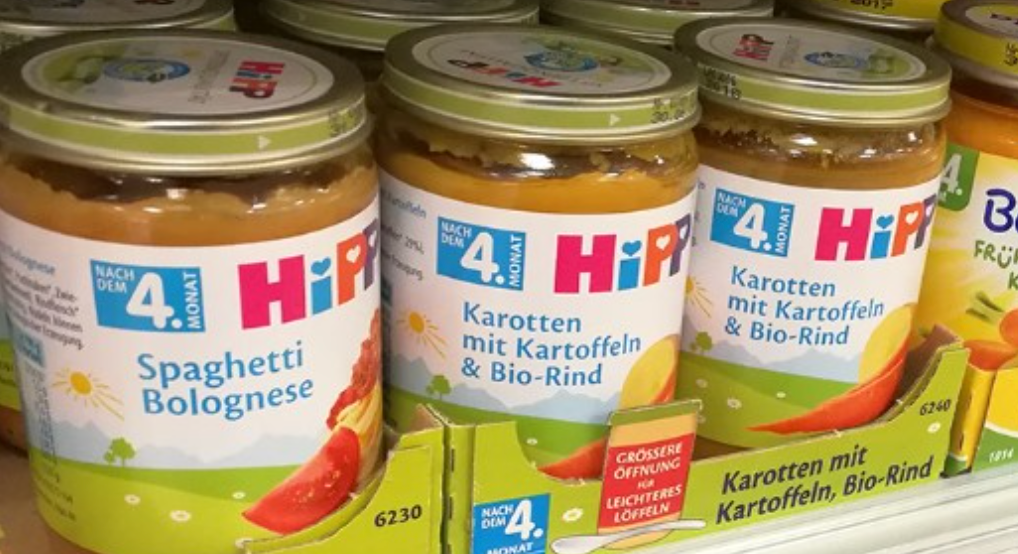 HiPP
HiPP
HiPP
NACH
DEM
4.
MONAT
HiPP
Spaghetti
Bolognese
6230
NACH
DEM
4.
MONAT
HiPP
Karotten
mit Kartoffeln
& Bio-Rind
NACH
DEM
4.
MONAT
HiPP
Karotten
mit Kartoffeln
& Bio-Rind
4.
NACH
DEM
4.
MONAT
GRÖSSERE
ÖFFNUNG
FÜR
LEICHTERES
LÖFFELN
Karotten mit
Kartoffeln, Bio-Rind
6240
1814